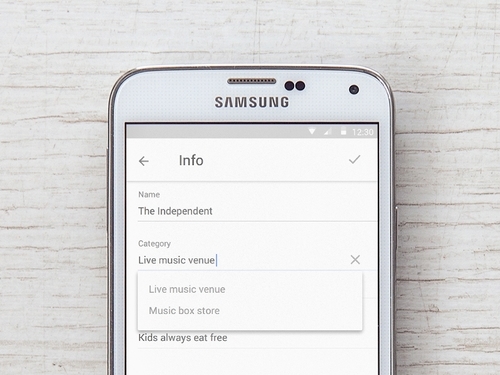 SAMSUNG
12:30
Info
Name
The Independent
Category
Live music venue
Live music venue
Music box store
Kids always eat free